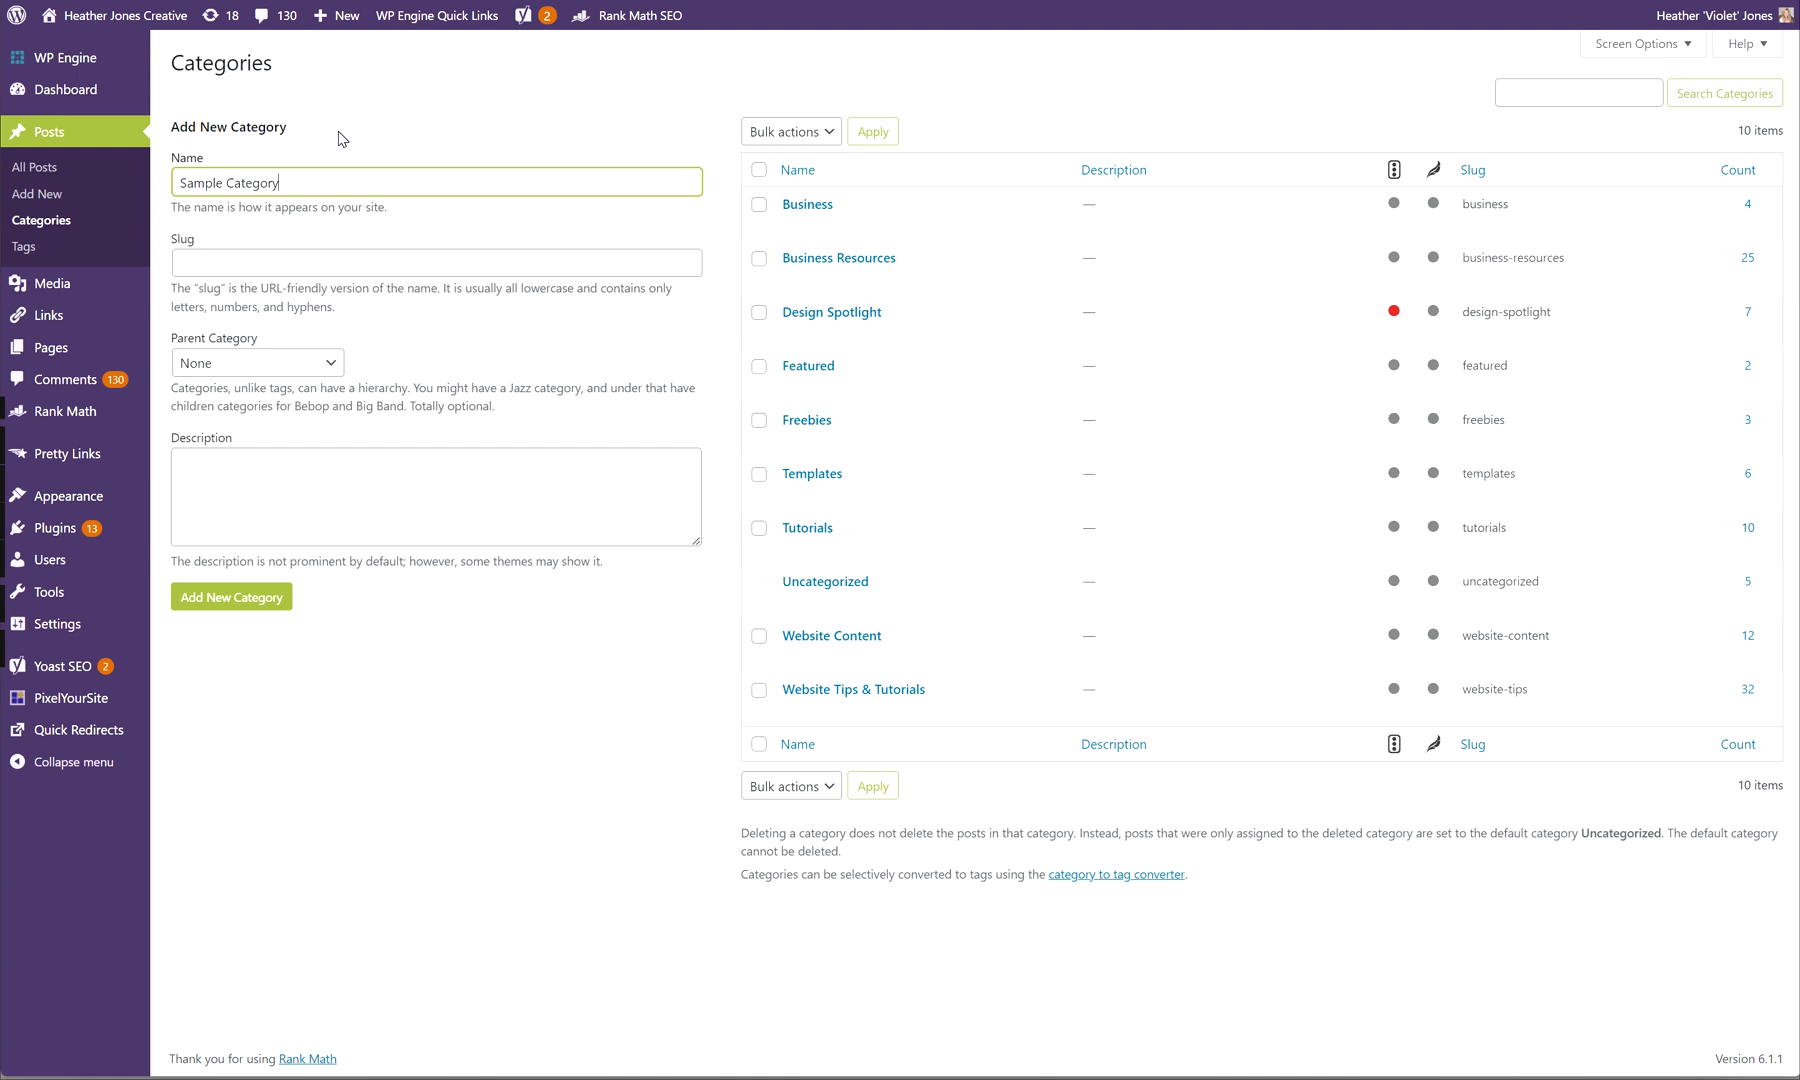 Heather Jones Creative 18 130 New WP Engine Quick Links 2 Rank Math SEO Heather 'Violet' Jones
WP Engine
Dashboard
Posts
All Posts
Add New
Categories
Tags
Media
Links
Pages
Comments 130
Rank Math
Pretty Links
Appearance
Plugins 13
Users
Tools
Settings
Yoast SEO 2
PixelYourSite
Quick Redirects
Collapse menu
Screen Options Help
Categories
Search Categories
Add New Category
Name
Sample Category
The name is how it appears on your site.
Slug
The “slug” is the URL-friendly version of the name. It is usually all lowercase and contains only
letters, numbers, and hyphens.
Parent Category
None
Categories, unlike tags, can have a hierarchy. You might have a Jazz category, and under that have
children categories for Bebop and Big Band. Totally optional.
Description
The description is not prominent by default; however, some themes may show it.
Add New Category
Bulk actions Apply 10 items
Name Description Slug Count
Business — business 4
Business Resources — business-resources 25
Design Spotlight — design-spotlight 7
Featured — featured 2
Freebies — freebies 3
Templates — templates 6
Tutorials — tutorials 10
Uncategorized — uncategorized 5
Website Content — website-content 12
Website Tips & Tutorials — website-tips 32
Name Description Slug Count
Bulk actions Apply 10 items
Deleting a category does not delete the posts in that category. Instead, posts that were only assigned to the deleted category are set to the default category Uncategorized. The default category
cannot be deleted.
Categories can be selectively converted to tags using the category to tag converter.
Thank you for using Rank Math Version 6.1.1